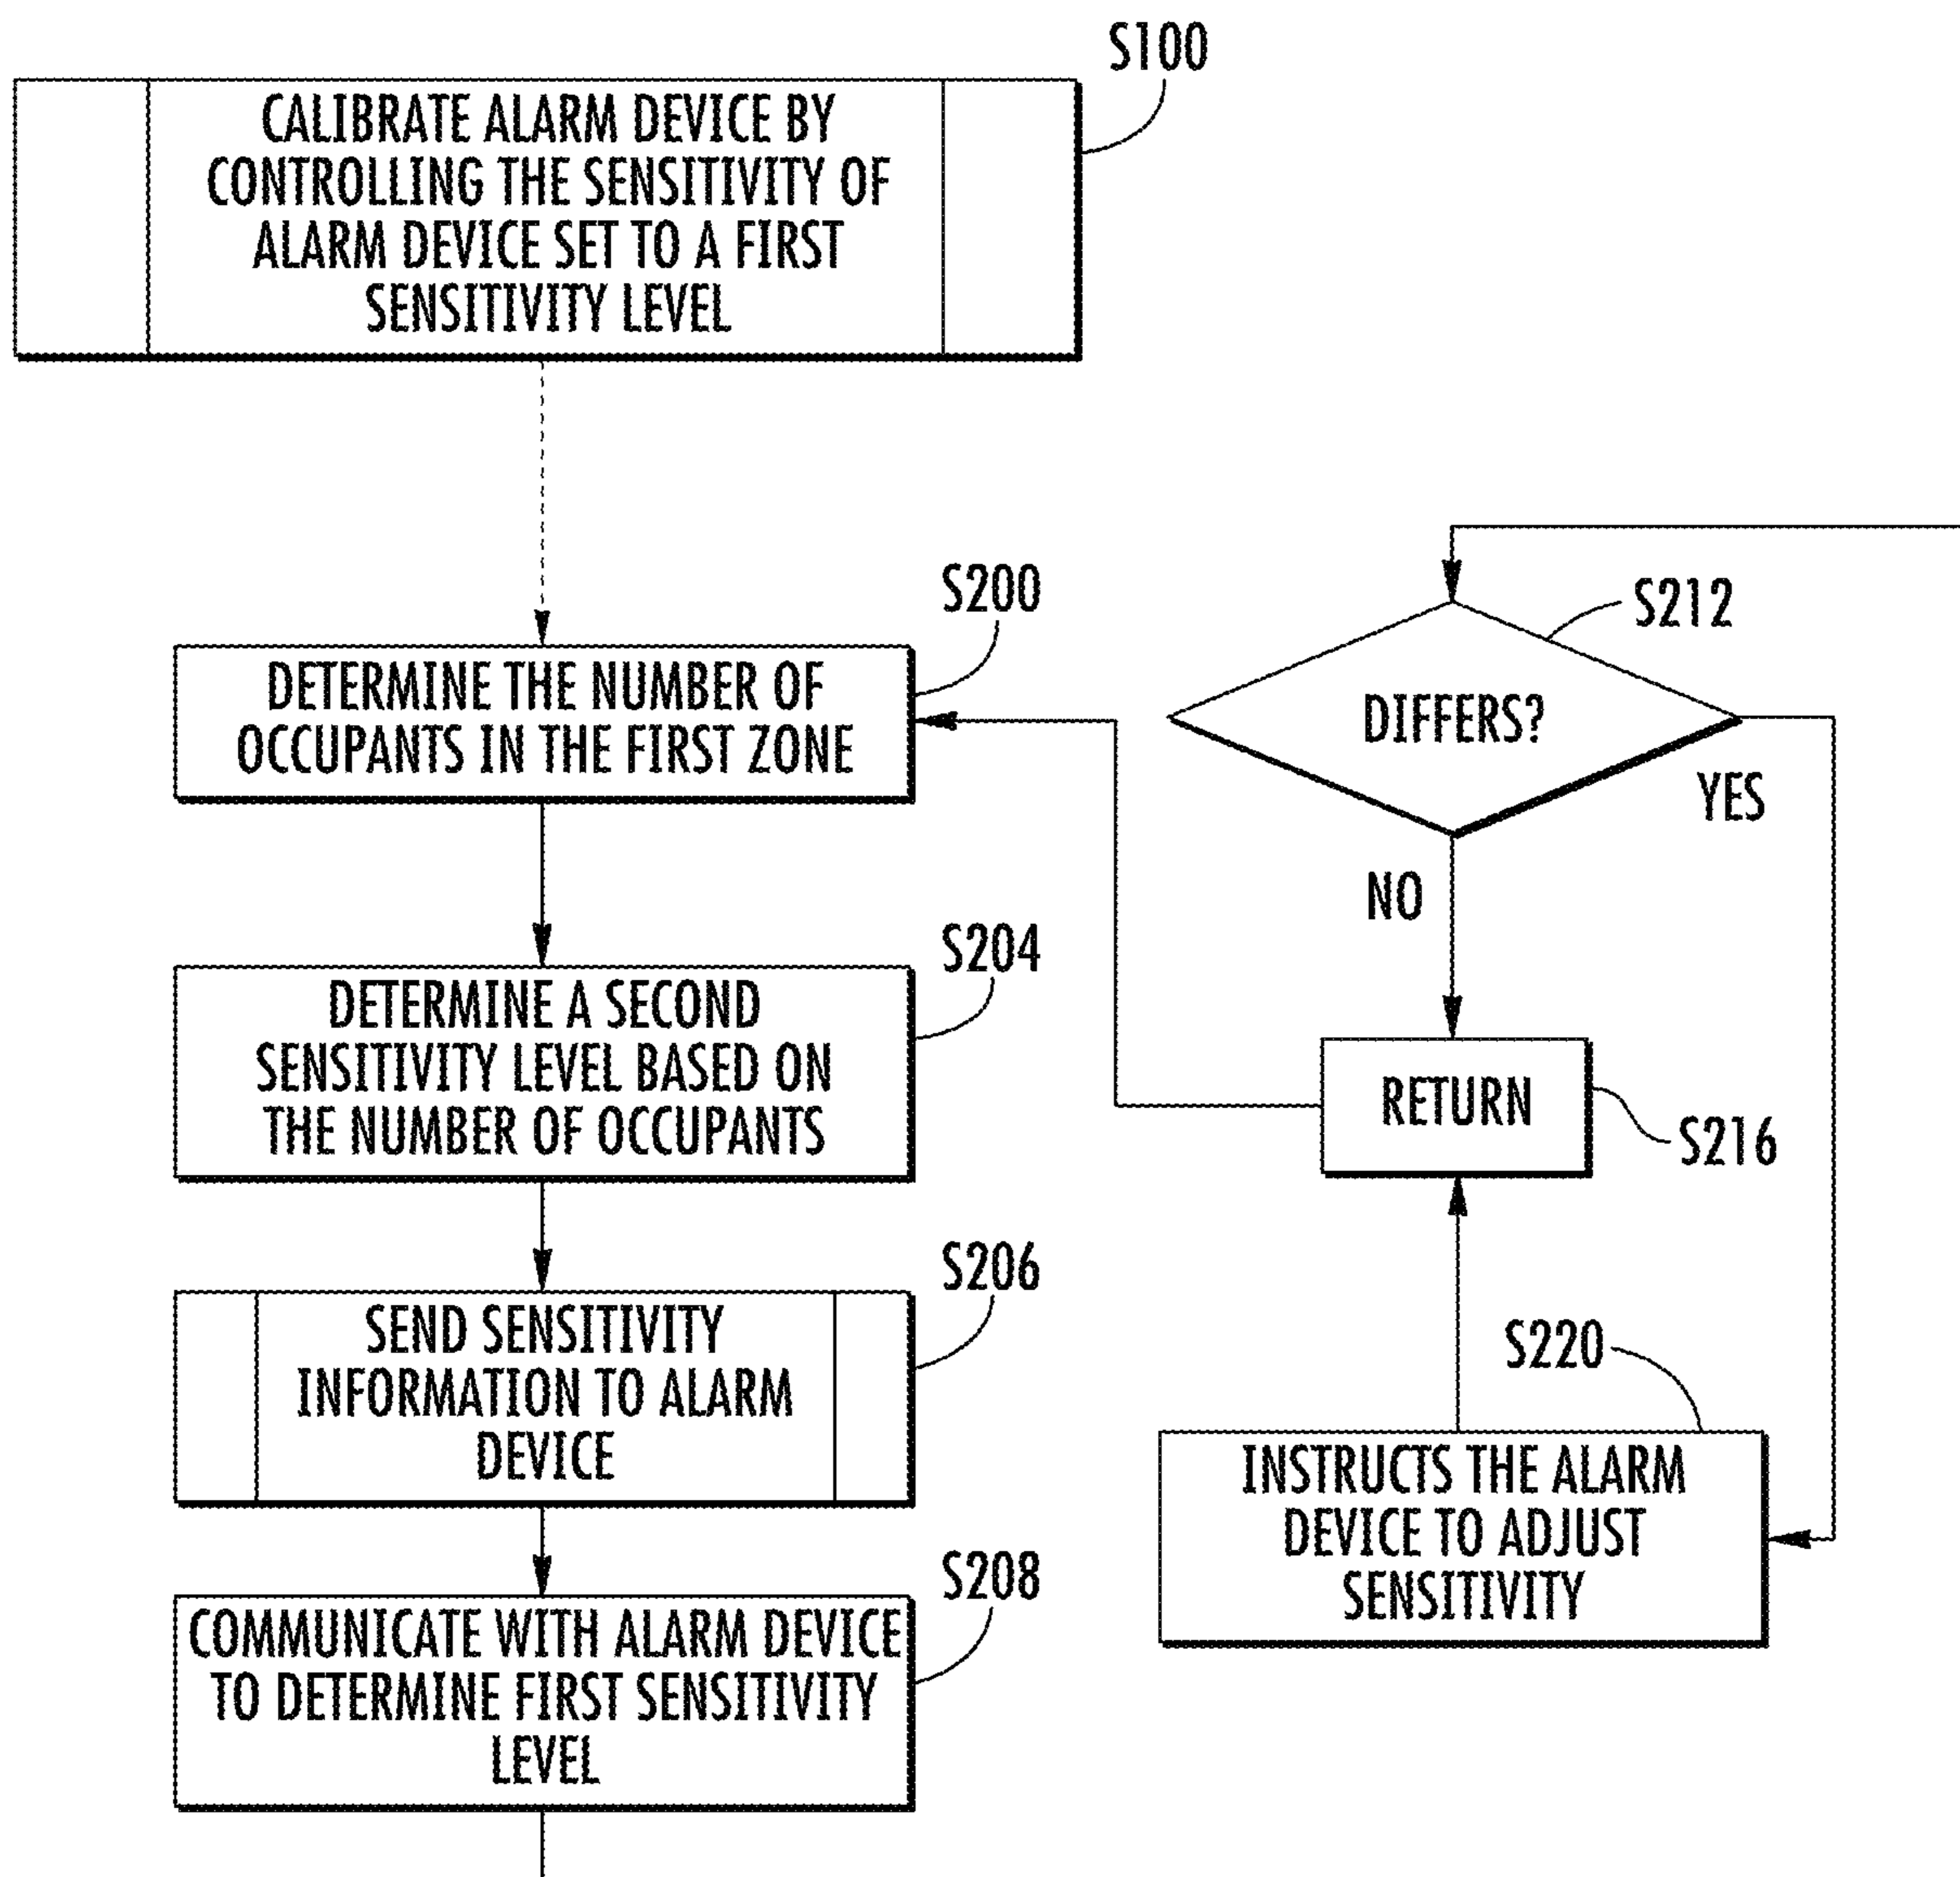 S100
CALIBRATE ALARM DEVICE BY
CONTROLLING THE SENSITIVITY OF
ALARM DEVICE SET TO A FIRST
SENSITIVITY LEVEL
S200
DETERMINE THE NUMBER OF
OCCUPANTS IN THE FIRST ZONE
S204
DETERMINE A SECOND
SENSITIVITY LEVEL BASED ON
THE NUMBER OF OCCUPANTS
S206
SEND SENSITIVITY
INFORMATION TO ALARM
DEVICE
S208
COMMUNICATE WITH ALARM DEVICE
TO DETERMINE FIRST SENSITIVITY
LEVEL
S212
DIFFERS?
YES
NO
RETURN
S216
S220
INSTRUCTS THE ALARM
DEVICE TO ADJUST
SENSITIVITY